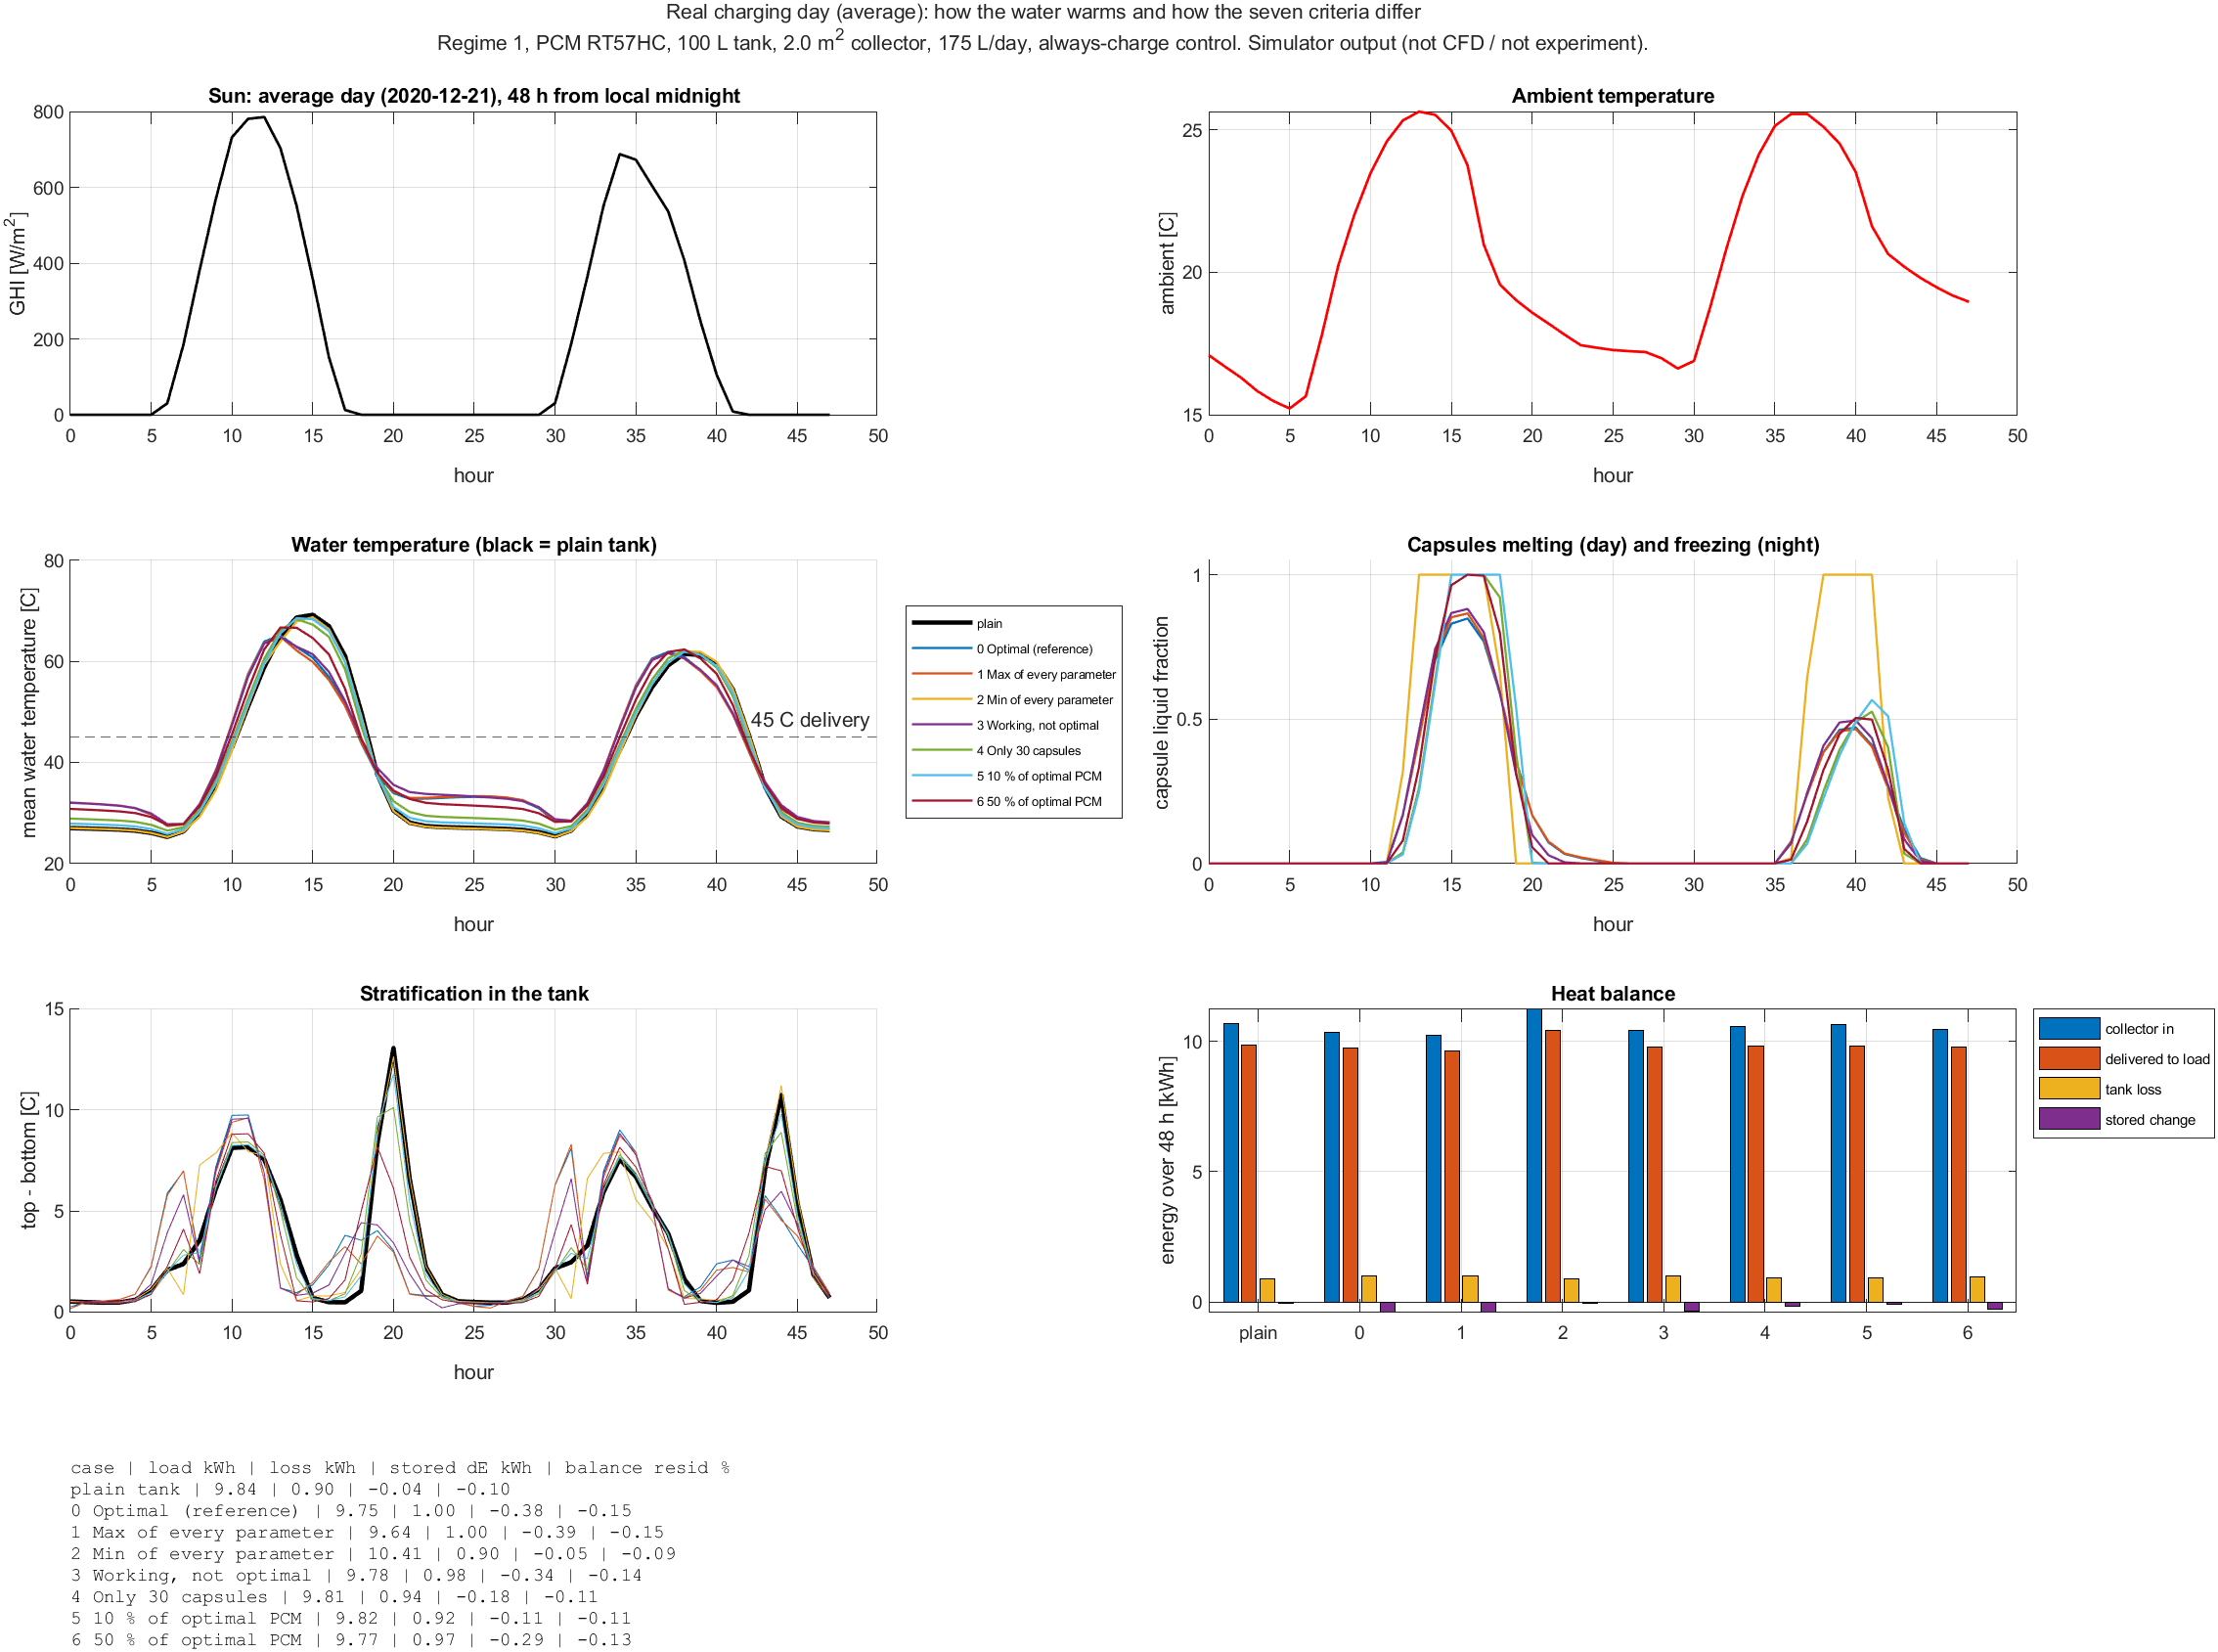 Real charging day (average): how the water warms and how the seven criteria differ
Regime 1, PCM RT57HC, 100 L tank, 2.0 m² collector, 175 L/day, always-charge control. Simulator output (not CFD / not experiment).
Sun: average day (2020-12-21), 48 h from local midnight
GHI [W/m²]
800
600
400
200
0
0 5 10 15 20 25 30 35 40 45 50
hour
Ambient temperature
ambient [C]
25
20
15
0 5 10 15 20 25 30 35 40 45 50
hour
Water temperature (black = plain tank)
mean water temperature [C]
80
60
40
20
45 C delivery
0 5 10 15 20 25 30 35 40 45 50
hour
plain
0 Optimal (reference)
1 Max of every parameter
2 Min of every parameter
3 Working, not optimal
4 Only 30 capsules
5 10 % of optimal PCM
6 50 % of optimal PCM
Capsules melting (day) and freezing (night)
capsule liquid fraction
1
0.5
0
0 5 10 15 20 25 30 35 40 45 50
hour
Stratification in the tank
top - bottom [C]
15
10
5
0
0 5 10 15 20 25 30 35 40 45 50
hour
Heat balance
energy over 48 h [kWh]
10
5
0
plain 0 1 2 3 4 5 6
collector in
delivered to load
tank loss
stored change
case | load kWh | loss kWh | stored dE kWh | balance resid %
plain tank | 9.84 | 0.90 | -0.04 | -0.10
0 Optimal (reference) | 9.75 | 1.00 | -0.38 | -0.15
1 Max of every parameter | 9.64 | 1.00 | -0.39 | -0.15
2 Min of every parameter | 10.41 | 0.90 | -0.05 | -0.09
3 Working, not optimal | 9.78 | 0.98 | -0.34 | -0.14
4 Only 30 capsules | 9.81 | 0.94 | -0.18 | -0.11
5 10 % of optimal PCM | 9.82 | 0.92 | -0.11 | -0.11
6 50 % of optimal PCM | 9.77 | 0.97 | -0.29 | -0.13